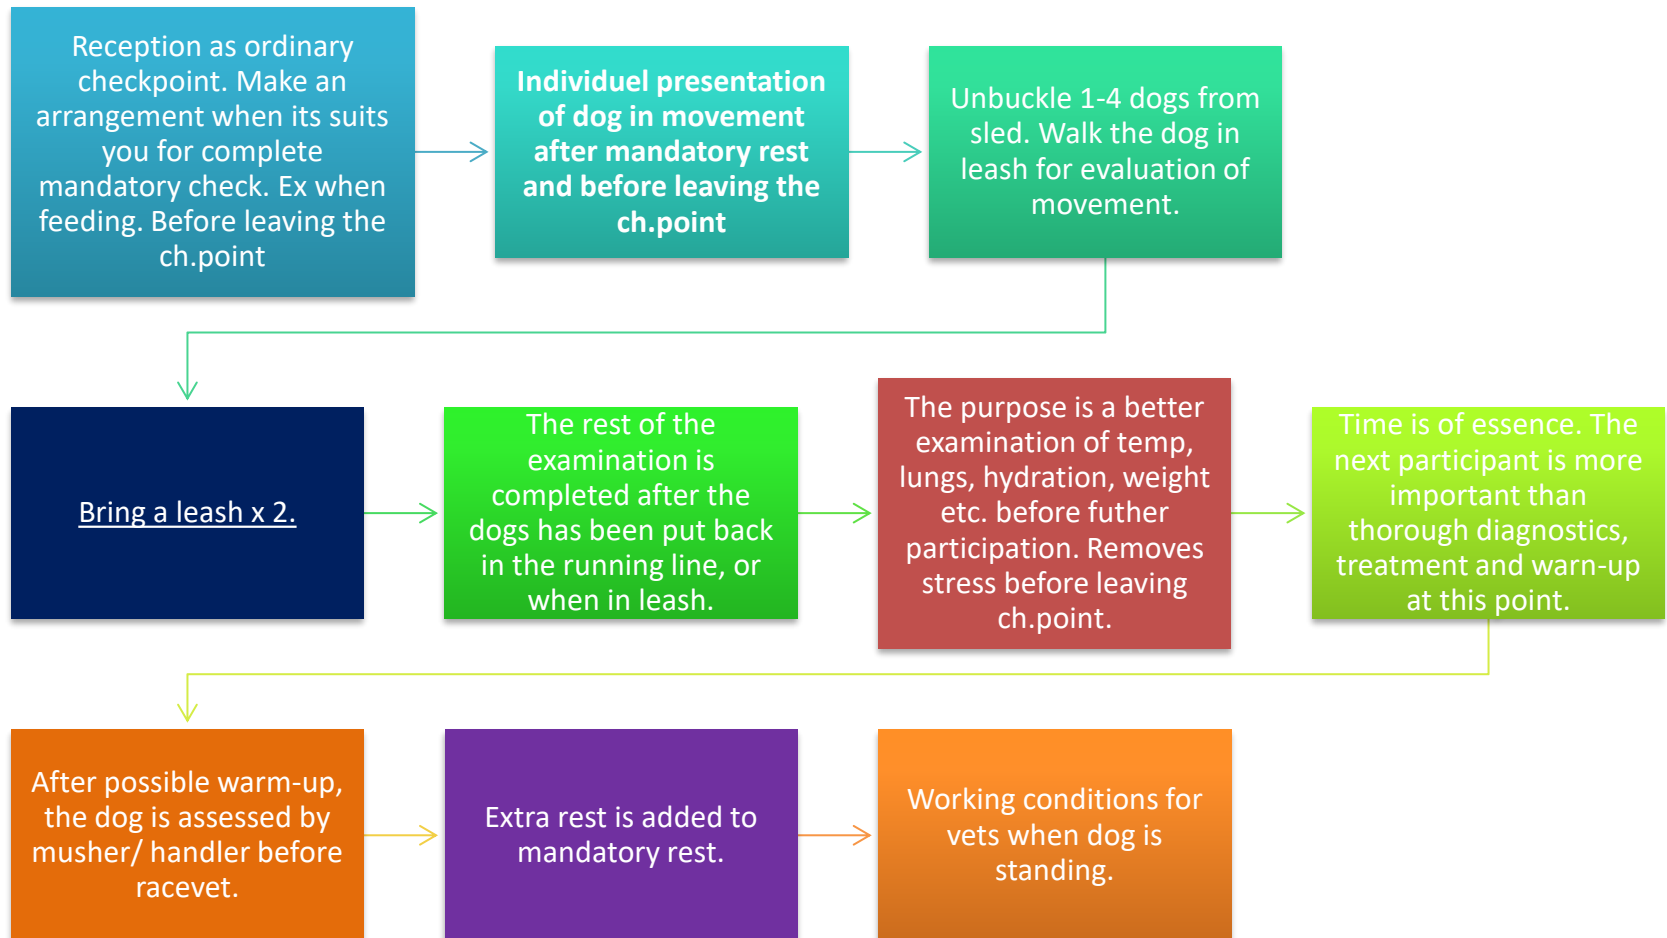 Reception as ordinary
checkpoint. Make an
arrangement when its suits
you for complete
mandatory check. Ex when
feeding. Before leaving the
ch.point
Individuel presentation
of dog in movement
after mandatory rest
and before leaving the
ch.point
Unbuckle 1-4 dogs from
sled. Walk the dog in
leash for evaluation of
movement.
Bring a leash x 2.
The rest of the
examination is
completed after the
dogs has been put back
in the running line, or
when in leash.
The purpose is a better
examination of temp,
lungs, hydration, weight
etc. before futher
participation. Removes
stress before leaving
ch.point.
Time is of essence. The
next participant is more
important than
thorough diagnostics,
treatment and warn-up
at this point.
After possible warm-up,
the dog is assessed by
musher/ handler before
racevet.
Extra rest is added to
mandatory rest.
Working conditions for
vets when dog is
standing.